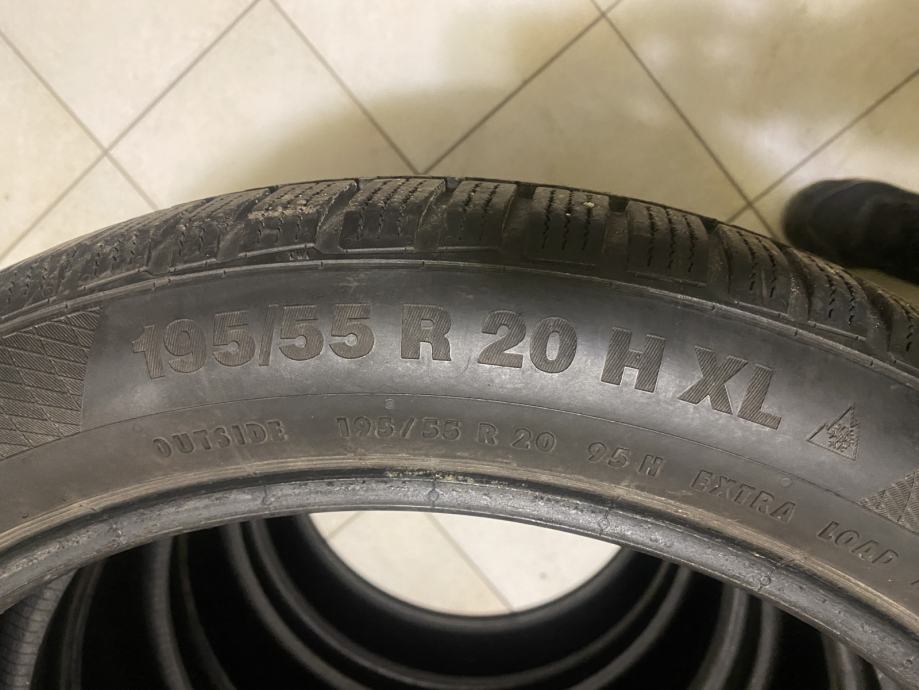 195/55 R 20 H XL
OUTSIDE 195/55 R 20 95 H EXTRA LOAD